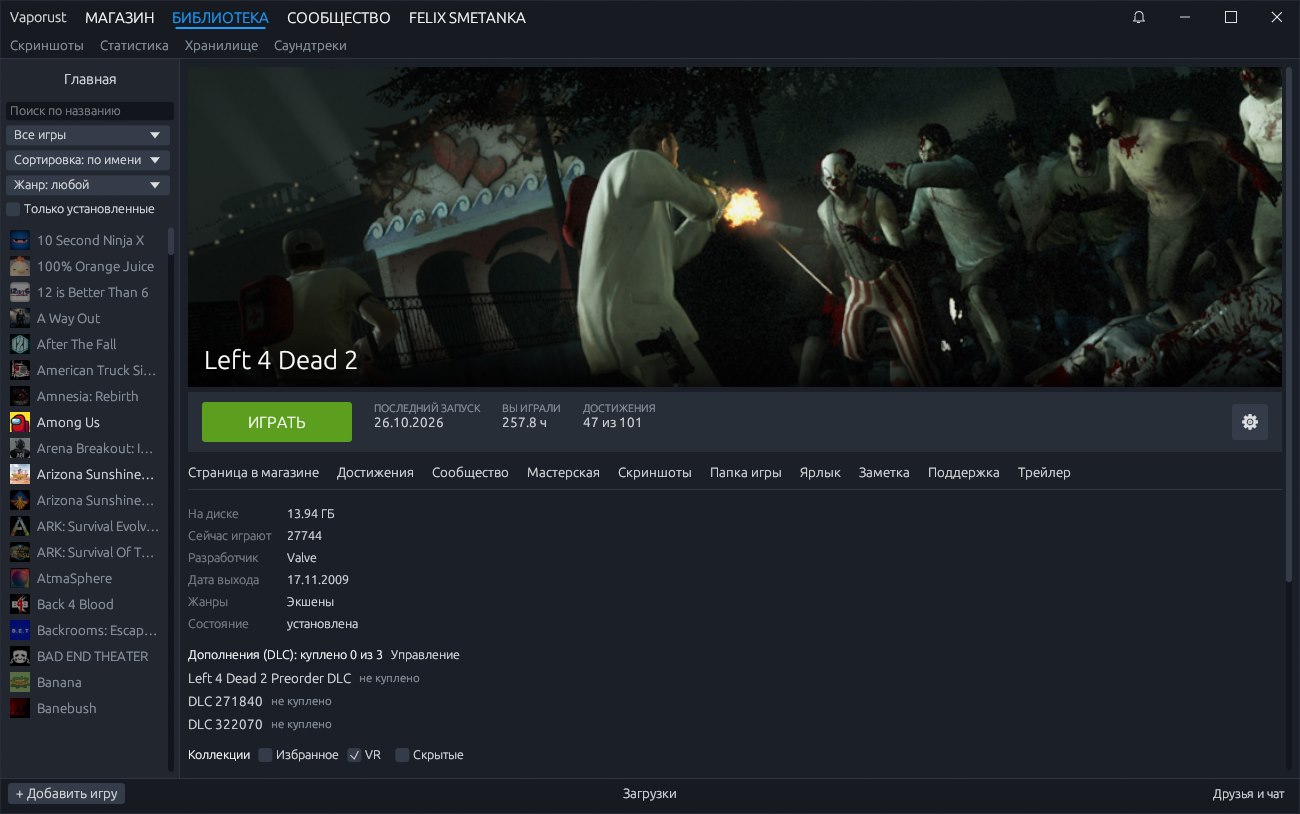 Vaporust МАГАЗИН БИБЛИОТЕКА СООБЩЕСТВО FELIX SMETANKA
Скриншоты Статистика Хранилище Саундтреки
Главная
Поиск по названию
Все игры
Сортировка: по имени
Жанр: любой
Только установленные
10 Second Ninja X
100% Orange Juice
12 is Better Than 6
A Way Out
After The Fall
American Truck Si...
Amnesia: Rebirth
Among Us
Arena Breakout: I...
Arizona Sunshine...
Arizona Sunshine...
ARK: Survival Evolv...
ARK: Survival Of T...
AtmaSphere
Back 4 Blood
Backrooms: Escap...
BAD END THEATER
Banana
Banebush
Left 4 Dead 2
ИГРАТЬ
ПОСЛЕДНИЙ ЗАПУСК
26.10.2026
ВЫ ИГРАЛИ
257.8 ч
ДОСТИЖЕНИЯ
47 из 101
Страница в магазине Достижения Сообщество Мастерская Скриншоты Папка игры Ярлык Заметка Поддержка Трейлер
На диске 13.94 ГБ
Сейчас играют 27744
Разработчик Valve
Дата выхода 17.11.2009
Жанры Экшены
Состояние установлена
Дополнения (DLC): куплено 0 из 3 Управление
Left 4 Dead 2 Preorder DLC не куплено
DLC 271840 не куплено
DLC 322070 не куплено
Коллекции Избранное VR Скрытые
+ Добавить игру Загрузки Друзья и чат